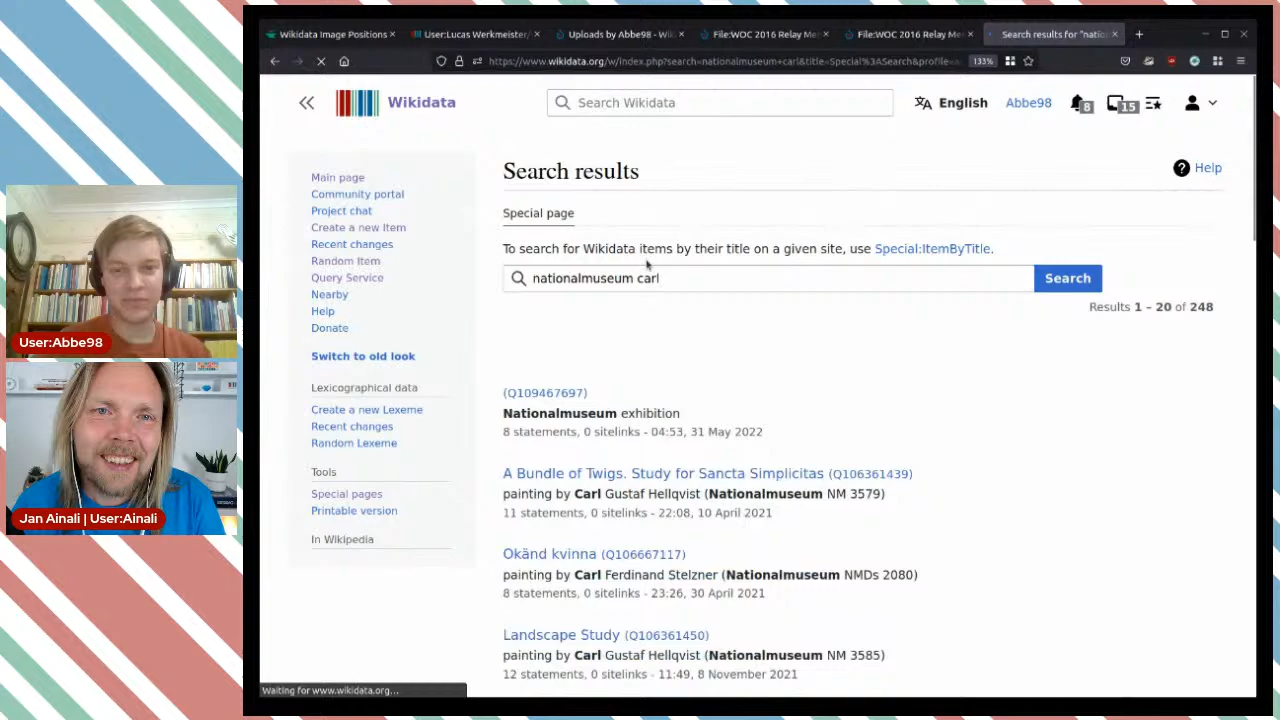 Wikidata Image Positions
User:Lucas Werkmeister/
Uploads by Abbe98 - Wik
File:WOC 2016 Relay Me
File:WOC 2016 Relay Me
Search results for "natio
https://www.wikidata.org/w/index.php?search=nationalmuseum+carl&title=Special%3ASearch&profile=a
133%
Wikidata
Search Wikidata
English
Abbe98
8
15
Main page
Community portal
Project chat
Create a new Item
Recent changes
Random Item
Query Service
Nearby
Help
Donate
Switch to old look
Lexicographical data
Create a new Lexeme
Recent changes
Random Lexeme
Tools
Special pages
Printable version
In Wikipedia
Search results
Help
Special page
To search for Wikidata items by their title on a given site, use Special:ItemByTitle.
nationalmuseum carl
Search
Results 1 – 20 of 248
(Q109467697)
Nationalmuseum exhibition
8 statements, 0 sitelinks - 04:53, 31 May 2022
A Bundle of Twigs. Study for Sancta Simplicitas (Q106361439)
painting by Carl Gustaf Hellqvist (Nationalmuseum NM 3579)
11 statements, 0 sitelinks - 22:08, 10 April 2021
Okänd kvinna (Q106667117)
painting by Carl Ferdinand Stelzner (Nationalmuseum NMDs 2080)
8 statements, 0 sitelinks - 23:26, 30 April 2021
Landscape Study (Q106361450)
painting by Carl Gustaf Hellqvist (Nationalmuseum NM 3585)
12 statements, 0 sitelinks - 11:49, 8 November 2021
Waiting for www.wikidata.org...
User:Abbe98
Jan Ainali | User:Ainali